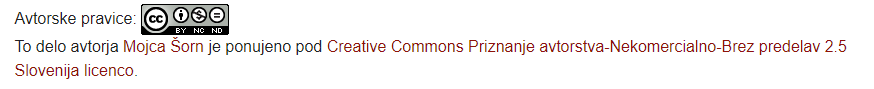 Avtorske pravice: cc BY NC ND
To delo avtorja Mojca Šorn je ponujeno pod Creative Commons Priznanje avtorstva-Nekomercialno-Brez predelav 2.5
Slovenija licenco.